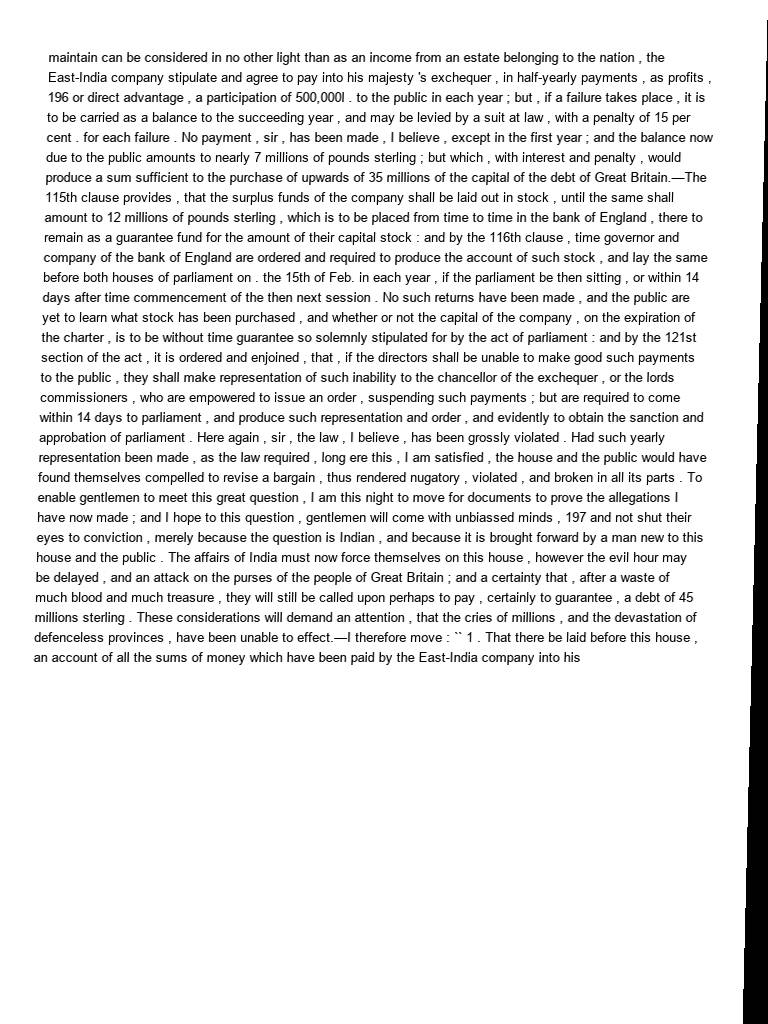 maintain can be considered in no other light than as an income from an estate belonging to the nation , the
East-India company stipulate and agree to pay into his majesty 's exchequer , in half-yearly payments , as profits ,
196 or direct advantage , a participation of 500,000l . to the public in each year ; but , if a failure takes place , it is
to be carried as a balance to the succeeding year , and may be levied by a suit at law , with a penalty of 15 per
cent . for each failure . No payment , sir , has been made , I believe , except in the first year ; and the balance now
due to the public amounts to nearly 7 millions of pounds sterling ; but which , with interest and penalty , would
produce a sum sufficient to the purchase of upwards of 35 millions of the capital of the debt of Great Britain.—The
115th clause provides , that the surplus funds of the company shall be laid out in stock , until the same shall
amount to 12 millions of pounds sterling , which is to be placed from time to time in the bank of England , there to
remain as a guarantee fund for the amount of their capital stock : and by the 116th clause , time governor and
company of the bank of England are ordered and required to produce the account of such stock , and lay the same
before both houses of parliament on . the 15th of Feb. in each year , if the parliament be then sitting , or within 14
days after time commencement of the then next session . No such returns have been made , and the public are
yet to learn what stock has been purchased , and whether or not the capital of the company , on the expiration of
the charter , is to be without time guarantee so solemnly stipulated for by the act of parliament : and by the 121st
section of the act , it is ordered and enjoined , that , if the directors shall be unable to make good such payments
to the public , they shall make representation of such inability to the chancellor of the exchequer , or the lords
commissioners , who are empowered to issue an order , suspending such payments ; but are required to come
within 14 days to parliament , and produce such representation and order , and evidently to obtain the sanction and
approbation of parliament . Here again , sir , the law , I believe , has been grossly violated . Had such yearly
representation been made , as the law required , long ere this , I am satisfied , the house and the public would have
found themselves compelled to revise a bargain , thus rendered nugatory , violated , and broken in all its parts . To
enable gentlemen to meet this great question , I am this night to move for documents to prove the allegations I
have now made ; and I hope to this question , gentlemen will come with unbiassed minds , 197 and not shut their
eyes to conviction , merely because the question is Indian , and because it is brought forward by a man new to this
house and the public . The affairs of India must now force themselves on this house , however the evil hour may
be delayed , and an attack on the purses of the people of Great Britain ; and a certainty that , after a waste of
much blood and much treasure , they will still be called upon perhaps to pay , certainly to guarantee , a debt of 45
millions sterling . These considerations will demand an attention , that the cries of millions , and the devastation of
defenceless provinces , have been unable to effect.—I therefore move : `` 1 . That there be laid before this house ,
an account of all the sums of money which have been paid by the East-India company into his